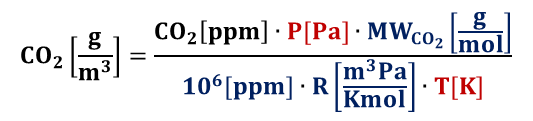 CO₂ [g/m³] = CO₂[ppm] · P[Pa] · MW_CO₂ [g/mol] / 10⁶[ppm] · R [m³Pa/Kmol] · T[K]